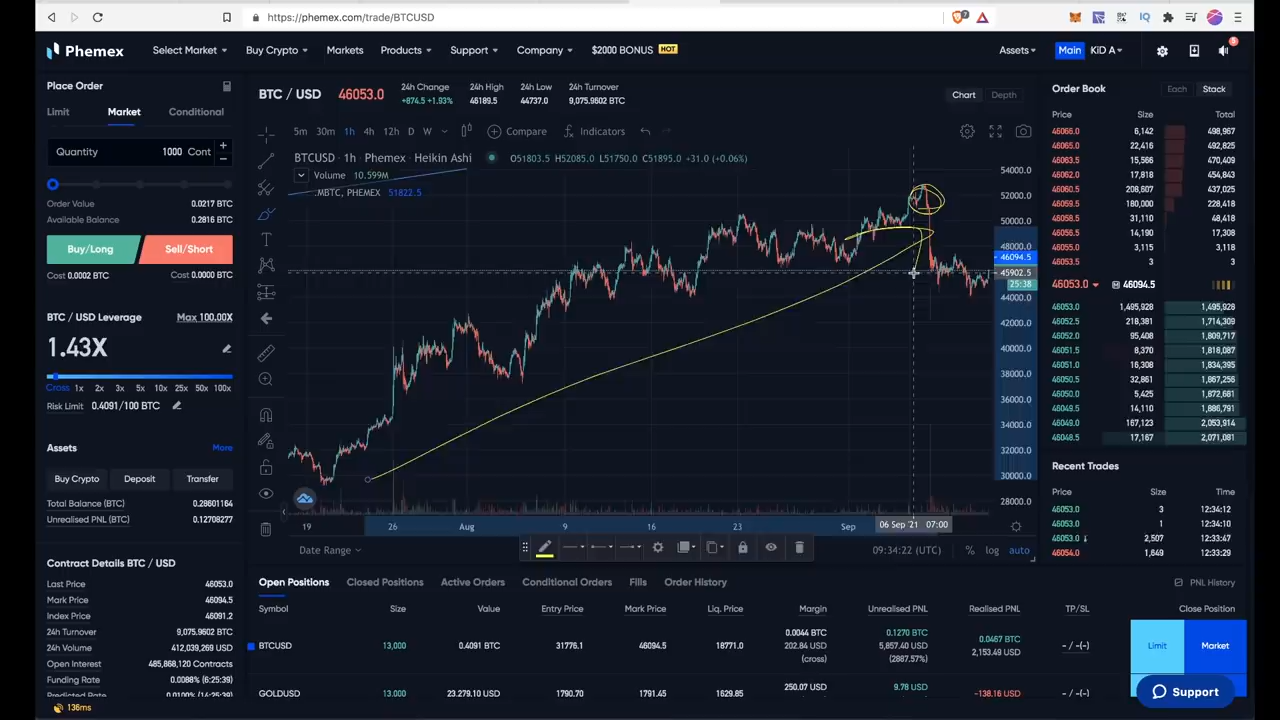 https://phemex.com/trade/BTCUSD
Phemex Select Market Buy Crypto Markets Products Support Company $2000 BONUS HOT Assets Main KiD A 5
Place Order
Limit Market Conditional
Quantity 1000 Cont + −
Order Value 0.0217 BTC
Available Balance 0.2816 BTC
Buy/Long Sell/Short
Cost 0.0002 BTC Cost 0.0000 BTC
BTC / USD Leverage Max 100.00X
1.43X
Cross 1x 2x 3x 5x 10x 25x 50x 100x
Risk Limit 0.4091/100 BTC
Assets More
Buy Crypto Deposit Transfer
Total Balance (BTC) 0.28601164
Unrealised PNL (BTC) 0.12708277
Contract Details BTC / USD
Last Price 46053.0
Mark Price 46094.5
Index Price 46091.2
24h Turnover 9,075.9602 BTC
24h Volume 412,039,269 USD
Open Interest 485,868,120 Contracts
Funding Rate 0.0088% (6:25:39)
Predicted Rate 0.0100% (14:25:39)
136ms
BTC / USD 46053.0
24h Change +874.5 +1.93%
24h High 46189.5
24h Low 44737.0
24h Turnover 9,075.9602 BTC
Chart Depth
5m 30m 1h 4h 12h D W Compare Indicators
BTCUSD · 1h · Phemex · Heikin Ashi O51803.5 H52085.0 L51750.0 C51895.0 +31.0 (+0.06%)
Volume 10.599M
.MBTC, PHEMEX 51822.5
54000.0
52000.0
50000.0
48000.0
46094.5
45902.5
25:38
44000.0
42000.0
40000.0
38000.0
36000.0
34000.0
32000.0
30000.0
28000.0
19 26 Aug 9 16 23 Sep 06 Sep '21 07:00
Date Range 09:34:22 (UTC) % log auto
Order Book Each Stack
Price Size Total
46066.0 6,142 498,967
46065.0 22,416 492,825
46063.5 15,566 470,409
46062.0 17,818 454,843
46060.5 208,607 437,025
46059.5 180,000 228,418
46058.5 31,110 48,418
46056.5 14,190 17,308
46055.0 3,115 3,118
46053.5 3 3
46053.0 M 46094.5
46053.0 1,495,928 1,495,928
46052.5 218,381 1,714,309
46052.0 95,408 1,809,717
46051.5 8,370 1,818,087
46051.0 16,308 1,834,395
46050.5 32,861 1,867,256
46050.0 5,425 1,872,681
46049.5 14,110 1,886,791
46049.0 167,123 2,053,914
46048.5 17,167 2,071,081
Recent Trades
Price Size Time
46053.0 3 12:34:12
46053.0 1 12:34:10
46053.0 2,507 12:33:47
46054.0 1,649 12:33:29
Open Positions Closed Positions Active Orders Conditional Orders Fills Order History PNL History
Symbol Size Value Entry Price Mark Price Liq. Price Margin Unrealised PNL Realised PNL TP/SL Close Position
BTCUSD 13,000 0.4091 BTC 31776.1 46094.5 18771.0 0.0044 BTC 0.1270 BTC 0.0467 BTC - / -(-) Limit Market
202.84 USD 5,857.40 USD 2,153.49 USD
(cross) (2887.57%)
GOLDUSD 13,000 23,279.10 USD 1790.70 1791.45 1629.85 250.07 USD 9.78 USD -138.16 USD - / -(-)
Support